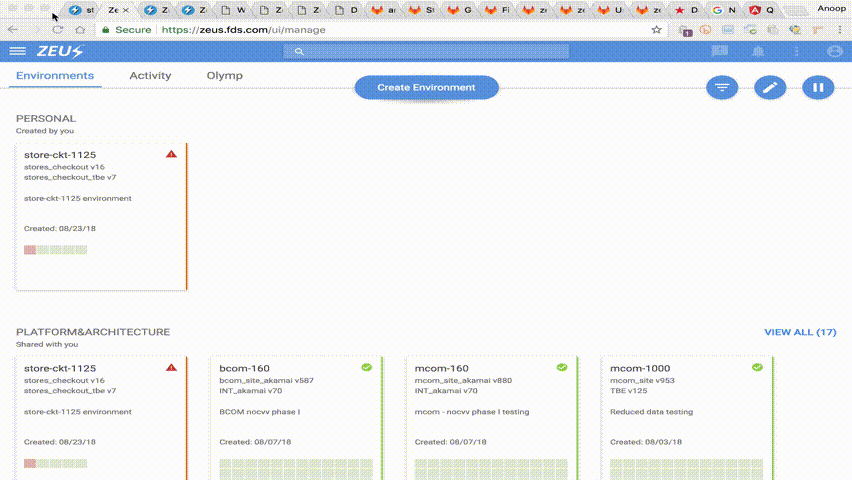 st Ze × Z Ze W Z Z D a S G Fi ze ze U ze D N Q Anoop
Secure https://zeus.fds.com/ui/manage
1
ZEUS
Environments Activity Olymp
Create Environment
PERSONAL
Created by you
store-ckt-1125
stores_checkout v16
stores_checkout_tbe v7
store-ckt-1125 environment
Created: 08/23/18
PLATFORM&ARCHITECTURE
VIEW ALL (17)
Shared with you
store-ckt-1125
stores_checkout v16
stores_checkout_tbe v7
store-ckt-1125 environment
Created: 08/23/18
bcom-160
bcom_site_akamai v587
INT_akamai v70
BCOM nocvv phase I
Created: 08/07/18
mcom-160
mcom_site_akamai v880
INT_akamai v70
mcom - nocvv phase I testing
Created: 08/07/18
mcom-1000
mcom_site v953
TBE v125
Reduced data testing
Created: 08/03/18